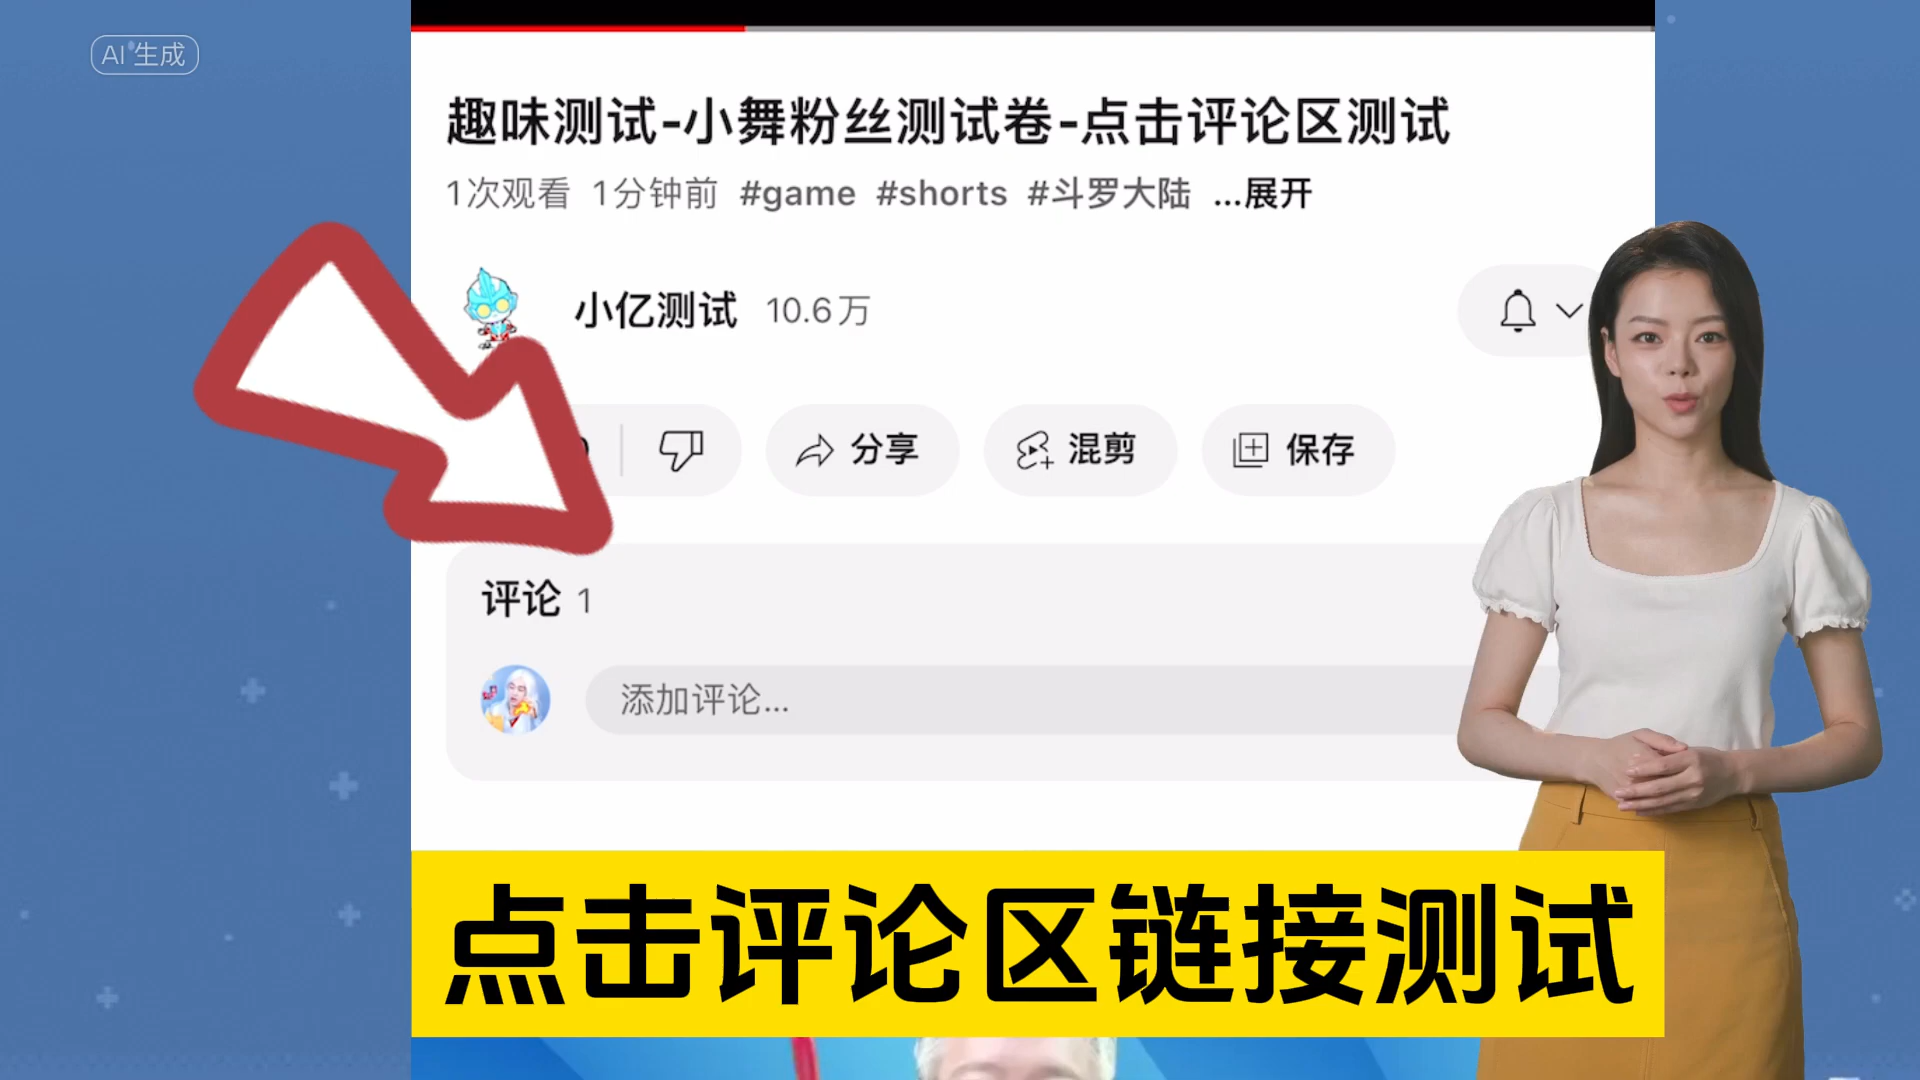 AI生成
趣味测试-小舞粉丝测试卷-点击评论区测试
1次观看 1分钟前 #game #shorts #斗罗大陆 ...展开
小亿测试 10.6万
分享 混剪 保存
评论 1
添加评论...
点击评论区链接测试